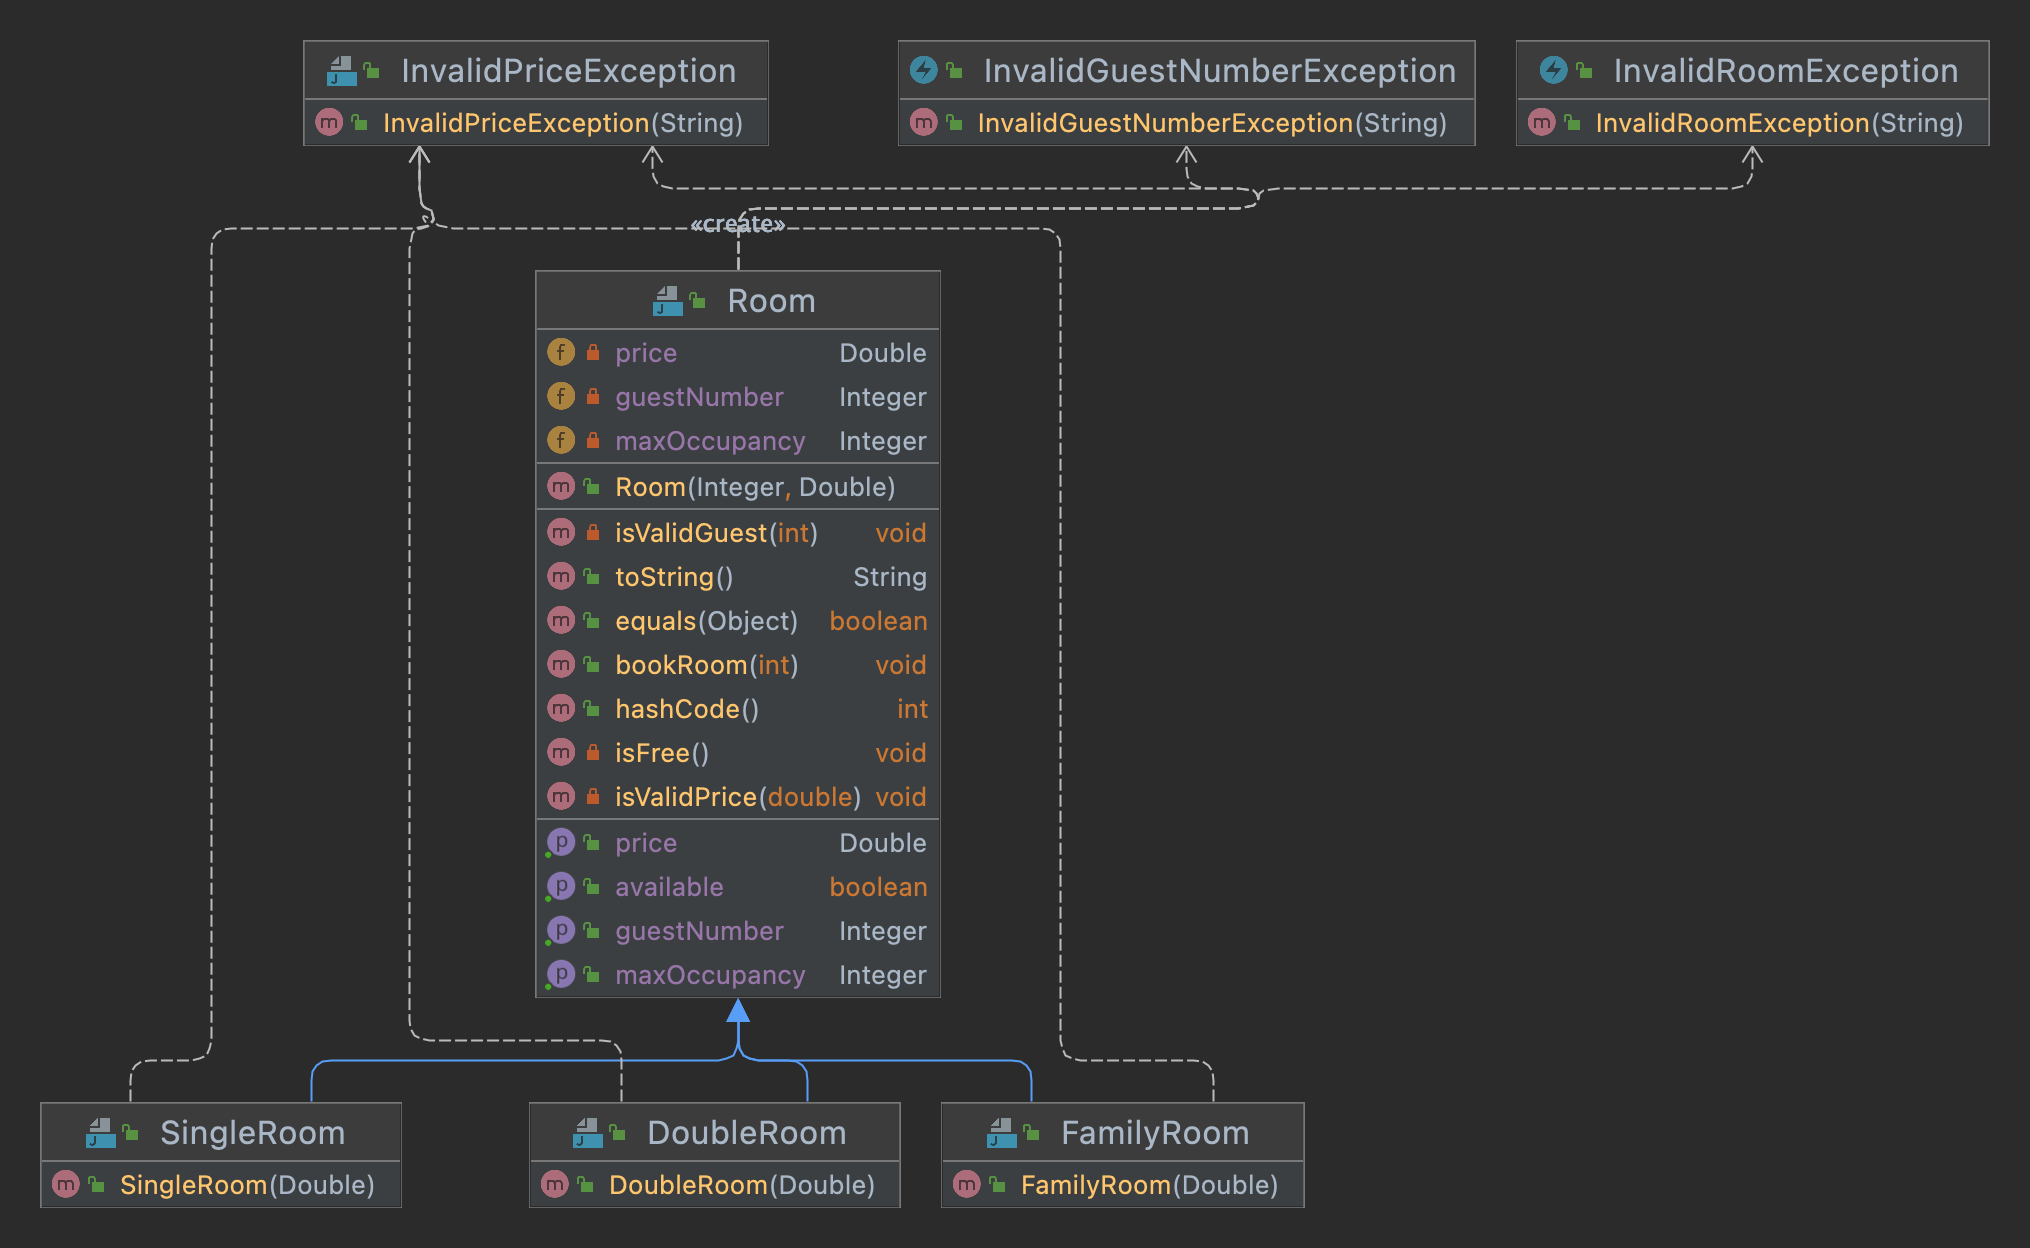 InvalidPriceException
InvalidPriceException(String)
InvalidGuestNumberException
InvalidGuestNumberException(String)
InvalidRoomException
InvalidRoomException(String)
«create»
Room
f price Double
f guestNumber Integer
f maxOccupancy Integer
m Room(Integer, Double)
m isValidGuest(int) void
m toString() String
m equals(Object) boolean
m bookRoom(int) void
m hashCode() int
m isFree() void
m isValidPrice(double) void
p price Double
p available boolean
p guestNumber Integer
p maxOccupancy Integer
SingleRoom
m SingleRoom(Double)
DoubleRoom
m DoubleRoom(Double)
FamilyRoom
m FamilyRoom(Double)